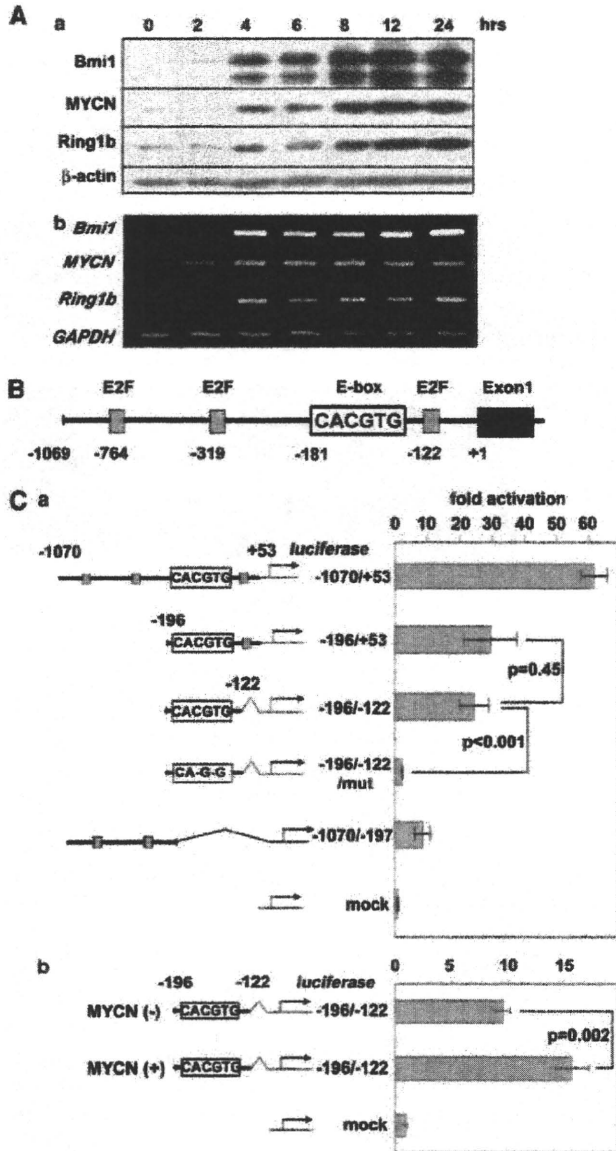 A
a 0 2 4 6 8 12 24 hrs
Bmi1
MYCN
Ring1b
β-actin
b
Bmi1
MYCN
Ring1b
GAPDH
B
E2F E2F E-box E2F Exon1
CACGTG
-1069 -764 -319 -181 -122 +1
C a
fold activation
0 10 20 30 40 50 60
-1070 +53 luciferase
CACGTG -1070/+53
-196
CACGTG -196/+53
p=0.45
-122
CACGTG -196/-122
p<0.001
CA-G-G -196/-122
/mut
-1070/-197
mock
b
-196 -122 luciferase
0 5 10 15
MYCN (-) CACGTG -196/-122
p=0.002
MYCN (+) CACGTG -196/-122
mock